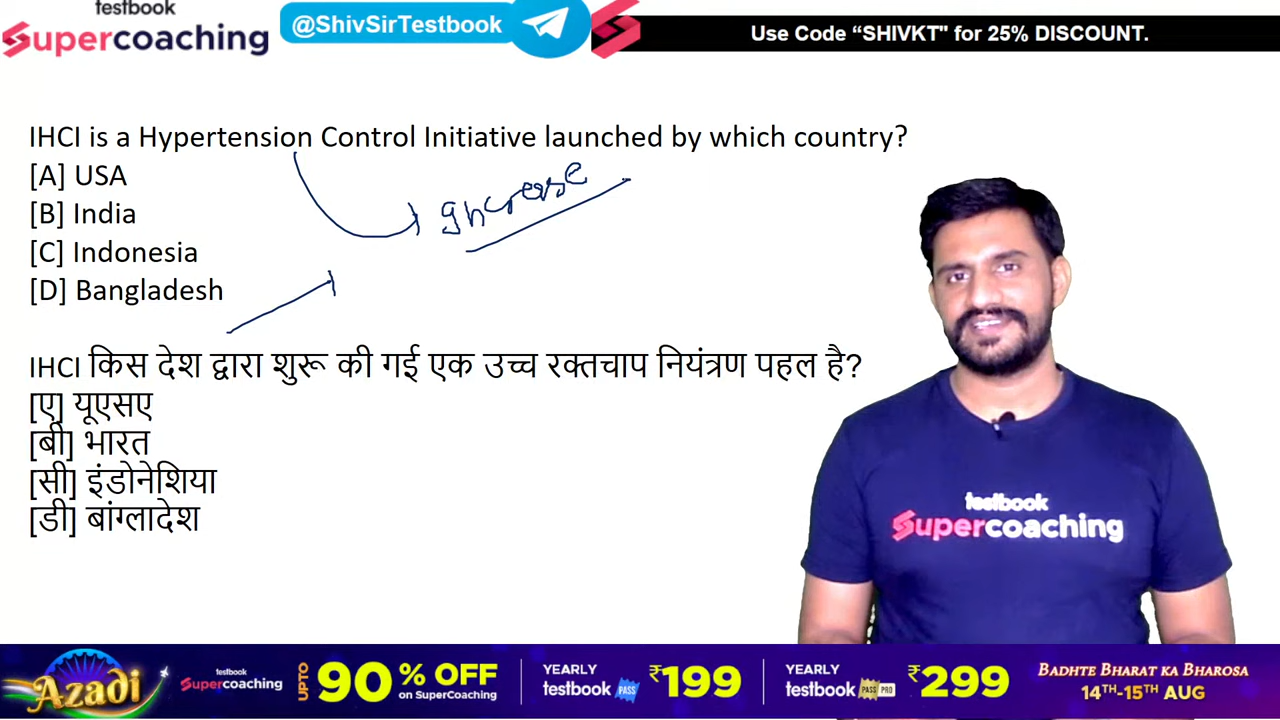 testbook
Supercoaching
@ShivSirTestbook
Use Code “SHIVKT" for 25% DISCOUNT.
IHCI is a Hypertension Control Initiative launched by which country?
[A] USA
[B] India
[C] Indonesia
[D] Bangladesh
Increase
IHCI किस देश द्वारा शुरू की गई एक उच्च रक्तचाप नियंत्रण पहल है?
[ए] यूएसए
[बी] भारत
[सी] इंडोनेशिया
[डी] बांग्लादेश
testbook
Supercoaching
Azadi
testbook
Supercoaching
UPTO 90% OFF
on SuperCoaching
YEARLY
testbook PASS
₹199
YEARLY
testbook PASS PRO
₹299
BADHTE BHARAT KA BHAROSA
14TH-15TH AUG